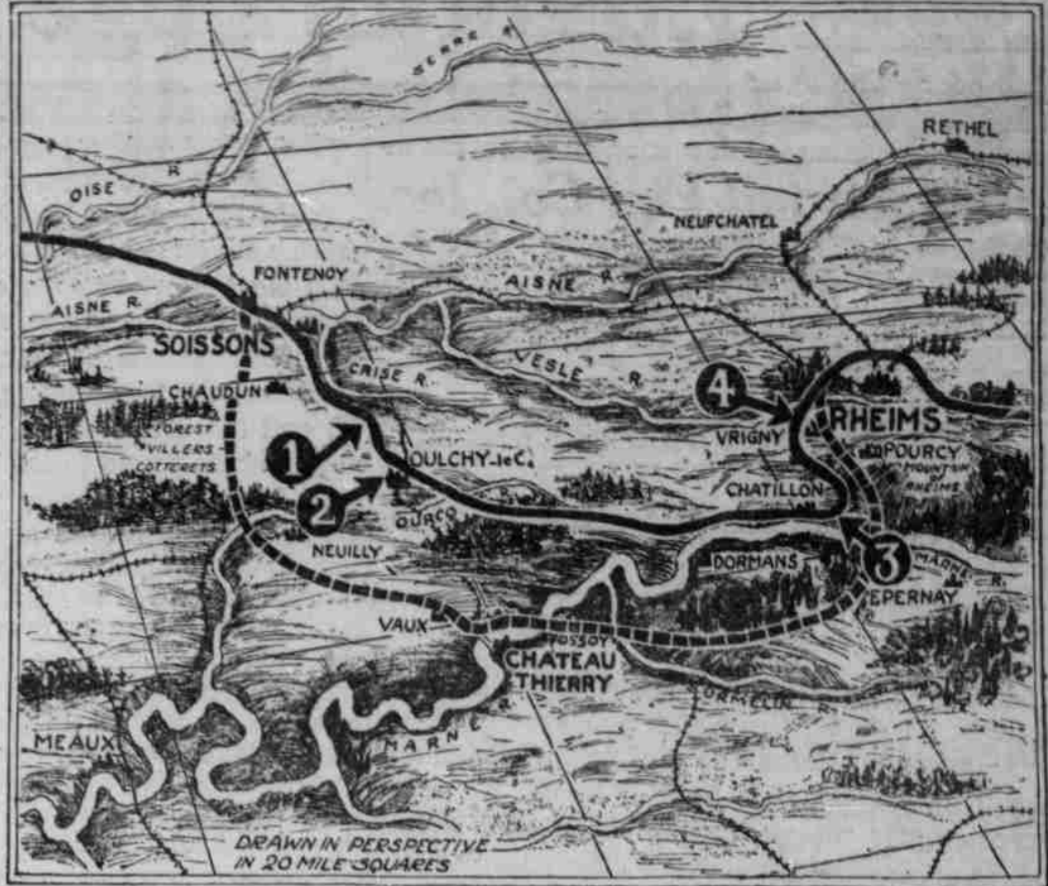 SERRE R.
RETHEL
OISE R
NEUFCHATEL
FONTENOY
AISNE R
AISNE R.
SOISSONS
VESLE R.
CRISE R.
4
CHAUDUN
RHEIMS
FOREST
VILLERS
COTTERETS
VRIGNY
POURCY
1
OULCHY-le C.
MOUNTAIN
OF
RHEIMS
CHATILLON
2
OURCQ
NEUILLY
DORMANS
3
MARNE R.
EPERNAY
VAUX
FOSSOY
CHATEAU
THIERRY
MARNE R.
MEAUX
DRAWN IN PERSPECTIVE
IN 20 MILE SQUARES